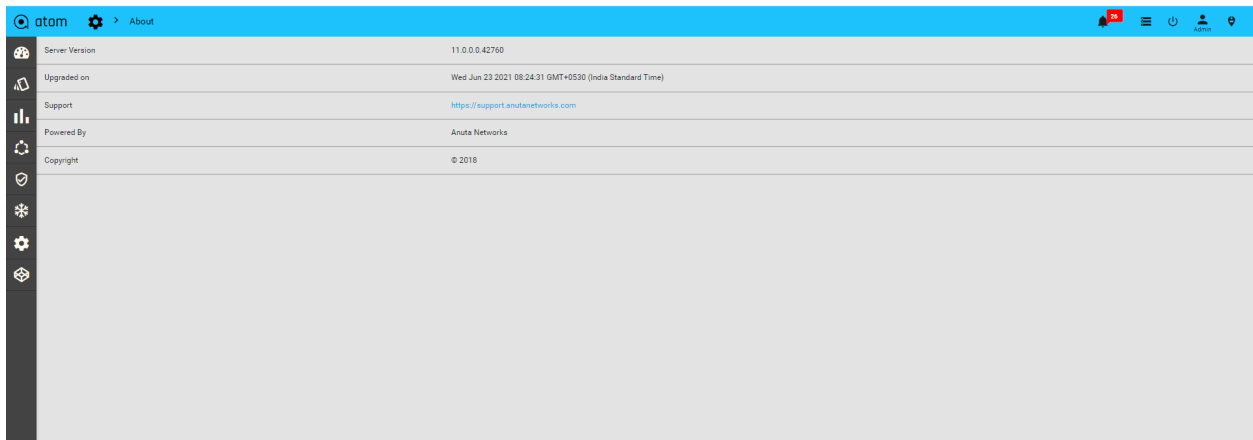 atom > About 26 Admin
Server Version 11.0.0.0.42760
Upgraded on Wed Jun 23 2021 08:24:31 GMT+0530 (India Standard Time)
Support https://support.anutanetworks.com
Powered By Anuta Networks
Copyright © 2018